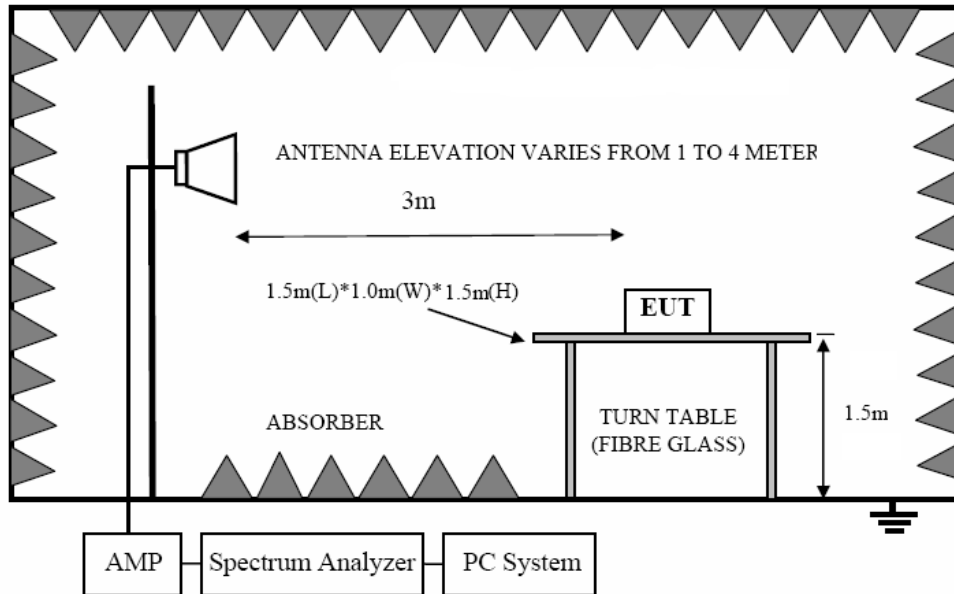 ANTENNA ELEVATION VARIES FROM 1 TO 4 METER
3m
1.5m(L)*1.0m(W)*1.5m(H)
EUT
ABSORBER
TURN TABLE
(FIBRE GLASS)
1.5m
AMP
Spectrum Analyzer
PC System